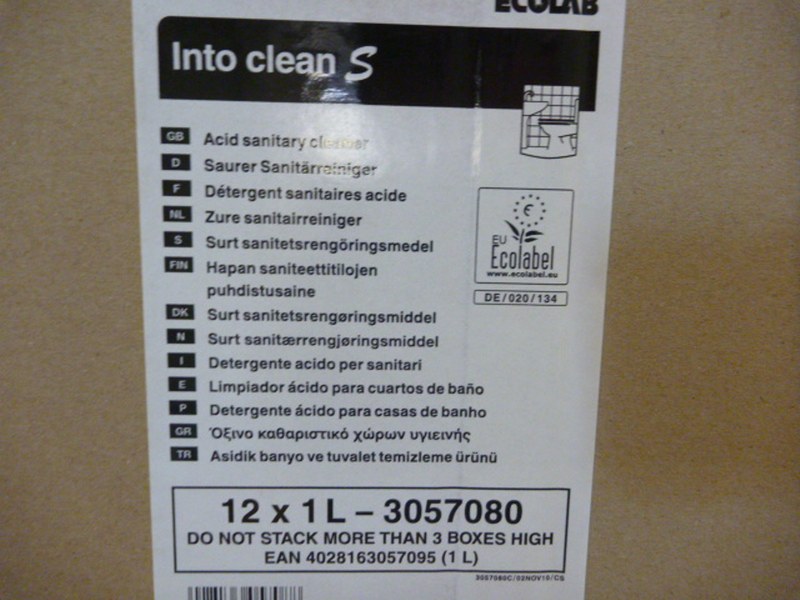 ECOLAB
Into clean S
GB Acid sanitary cleaner
D Saurer Sanitärreiniger
F Détergent sanitaires acide
NL Zure sanitairreiniger
S Surt sanitetsrengöringsmedel
FIN Hapan saniteettitilojen
puhdistusaine
DK Surt sanitetsrengøringsmiddel
N Surt sanitærrengjøringsmiddel
I Detergente acido per sanitari
E Limpiador ácido para cuartos de baño
P Detergente ácido para casas de banho
GR Όξινο καθαριστικό χώρων υγιεινής
TR Asidik banyo ve tuvalet temizleme ürünü
EU
Ecolabel
www.ecolabel.eu
DE/020/134
12 x 1 L – 3057080
DO NOT STACK MORE THAN 3 BOXES HIGH
EAN 4028163057095 (1 L)
3057080C/02NOV10/CS